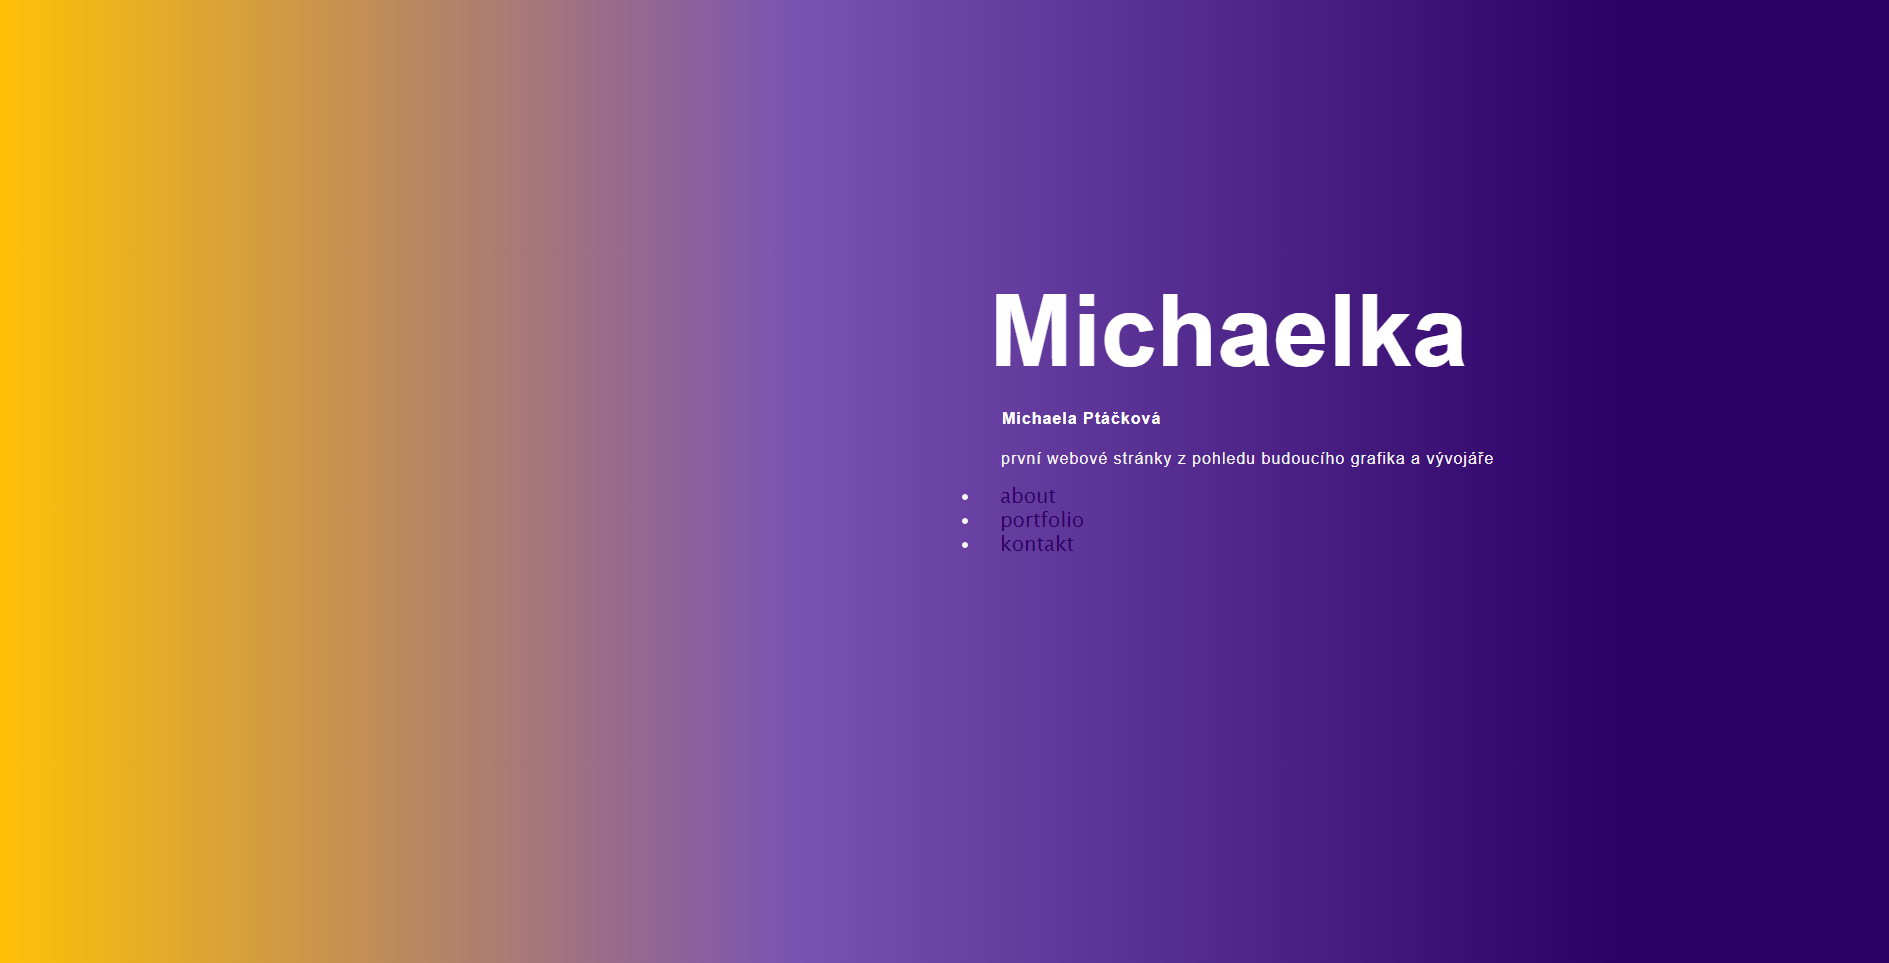 Michaelka
Michaela Ptáčková
první webové stránky z pohledu budoucího grafika a vývojáře
about
portfolio
kontakt